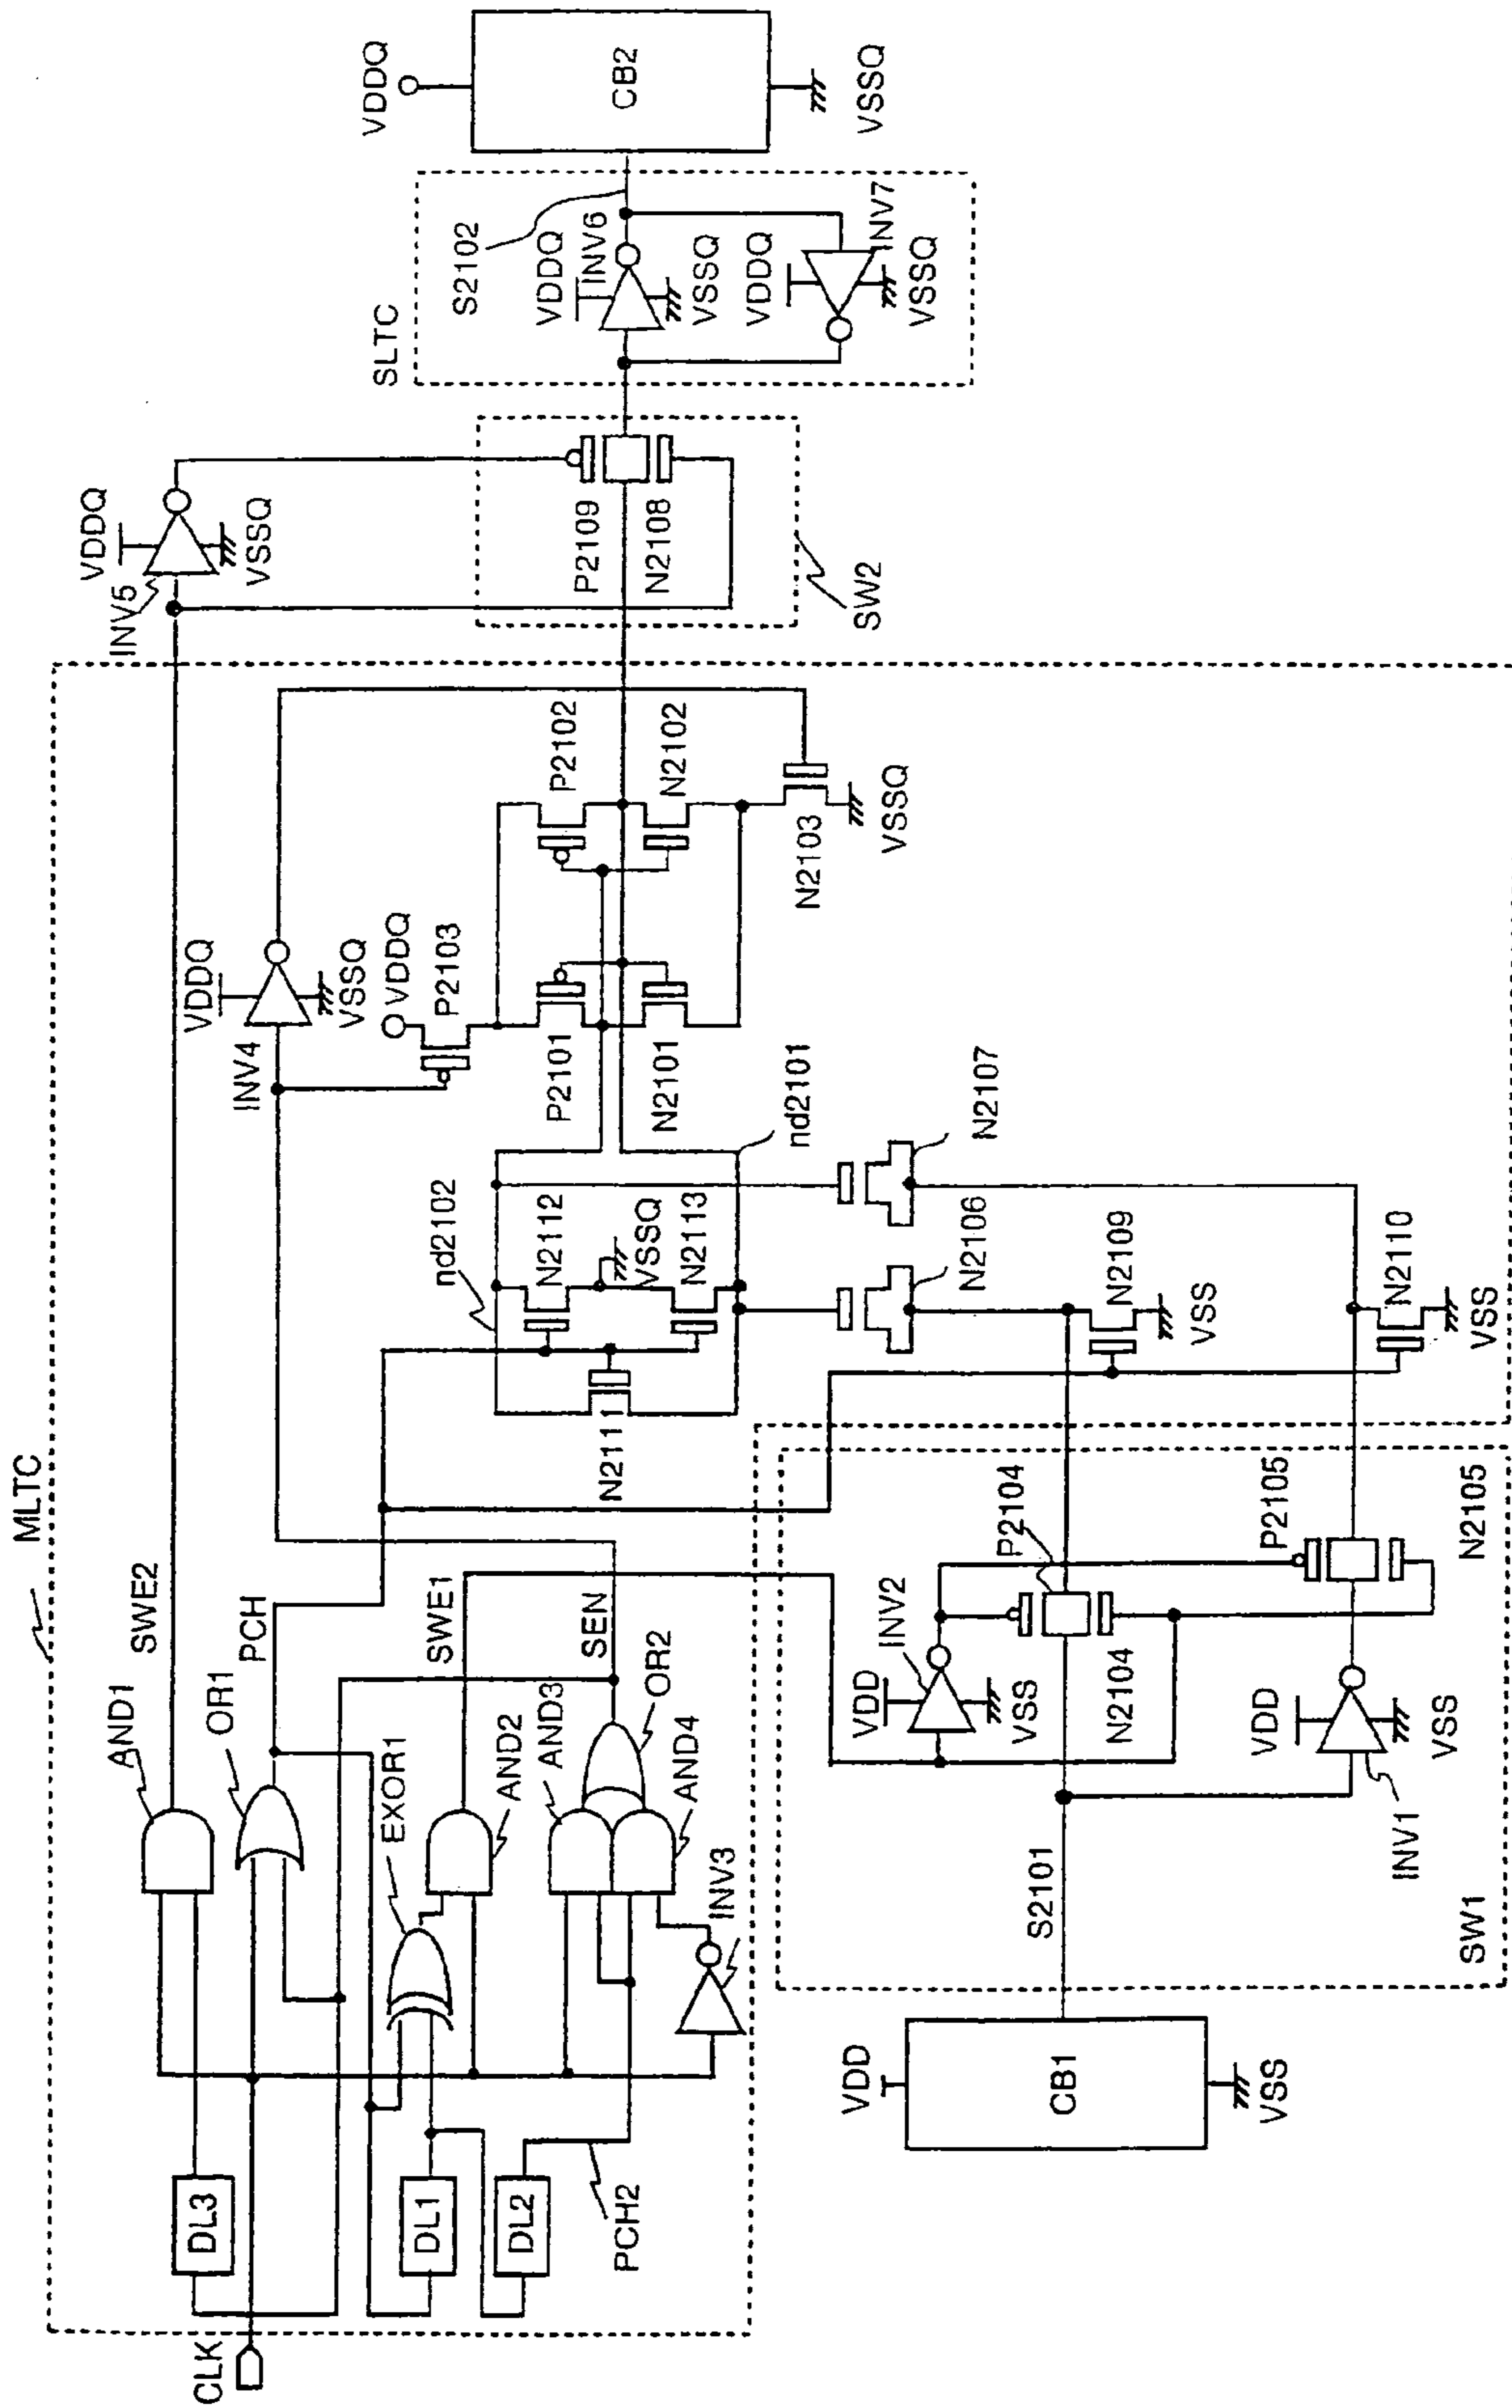 MLTC
CLK
DL3
DL1
DL2
PCH2
AND1
OR1
EXOR1
AND2
AND3
OR2
AND4
INV3
SWE2
PCH
SWE1
SEN
INV4
VDDQ
VSSQ
VDDQ
P2103
P2101
N2101
P2102
N2102
N2103
VSSQ
nd2102
N2112
VSSQ
N2113
N2111
nd2101
N2107
N2106
N2109
VSS
N2110
VSS
INV5
VDDQ
VSSQ
P2109
N2108
SW2
SLTC
S2102
VDDQ
INV6
VSSQ
VDDQ
INV7
VSSQ
VDDQ
CB2
VSSQ
VDD
CB1
VSS
S2101
SW1
VDD
INV2
VSS
P2104
N2104
VDD
INV1
VSS
P2105
N2105